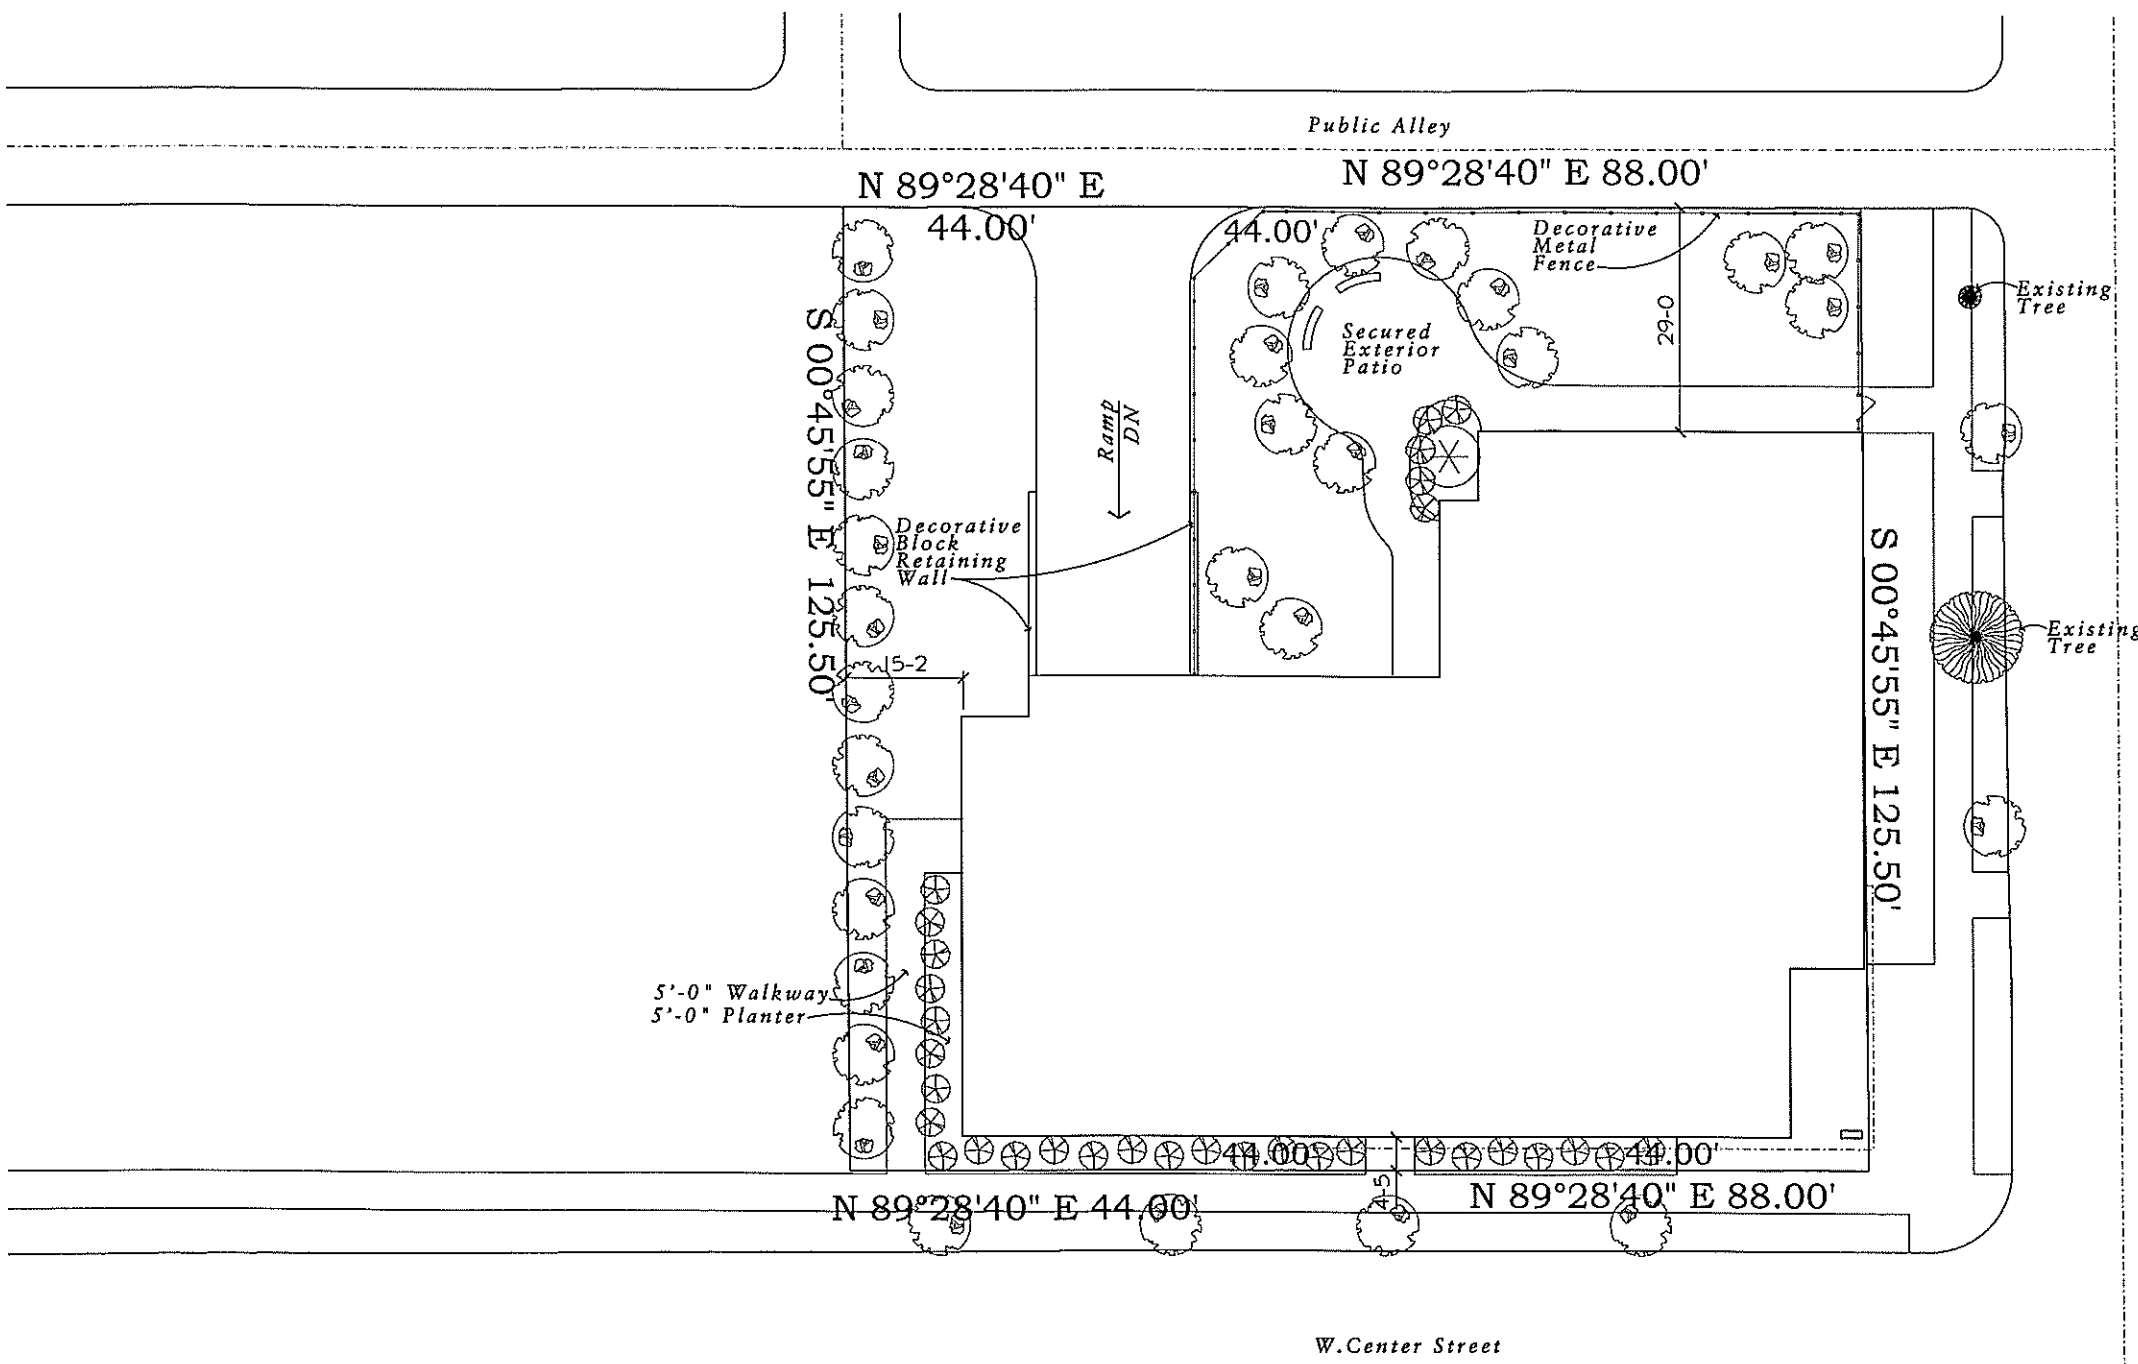 Public Alley
N 89°28'40" E
N 89°28'40" E 88.00'
44.00'
44.00'
Decorative
Metal
Fence
Existing
Tree
S 00°45'55" E 125.50'
29-0
Secured
Exterior
Patio
Ramp
DN
Decorative
Block
Retaining
Wall
S 00°45'55" E 125.50'
Existing
Tree
15-2
5'-0" Walkway
5'-0" Planter
44.00'
44.00'
4-5
N 89°28'40" E 44.00'
N 89°28'40" E 88.00'
W.Center Street